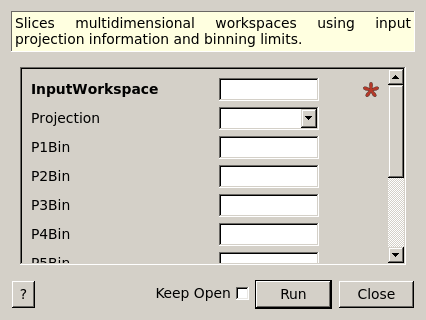 Slices multidimensional workspaces using input
projection information and binning limits.
InputWorkspace
Projection
P1Bin
P2Bin
P3Bin
P4Bin
P5Bin
? Keep Open Run Close